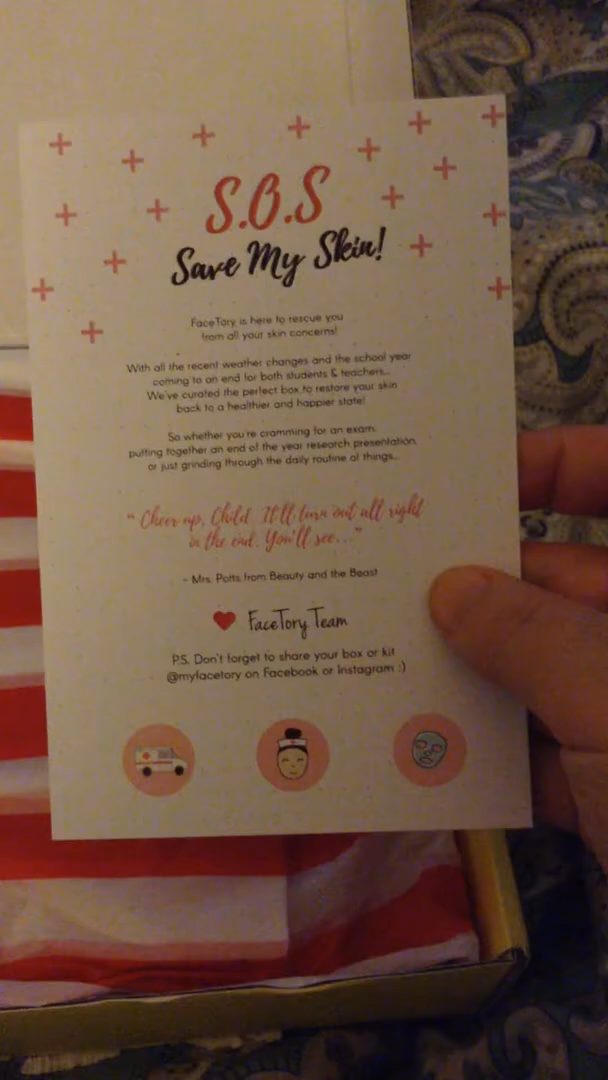 S.O.S
Save My Skin!
FaceTory is here to rescue you
from all your skin concerns!
With all the recent weather changes and the school year
coming to an end for both students & teachers...
We've curated the perfect box to restore your skin
back to a healthier and happier state!
So whether you're cramming for an exam,
putting together an end of the year research presentation,
or just grinding through the daily routine of things...
"Cheer up, Child. It'll turn out all right
in the end. You'll see..."
- Mrs. Potts from Beauty and the Beast
FaceTory Team
P.S. Don't forget to share your box or kit
@myfacetory on Facebook or Instagram :)